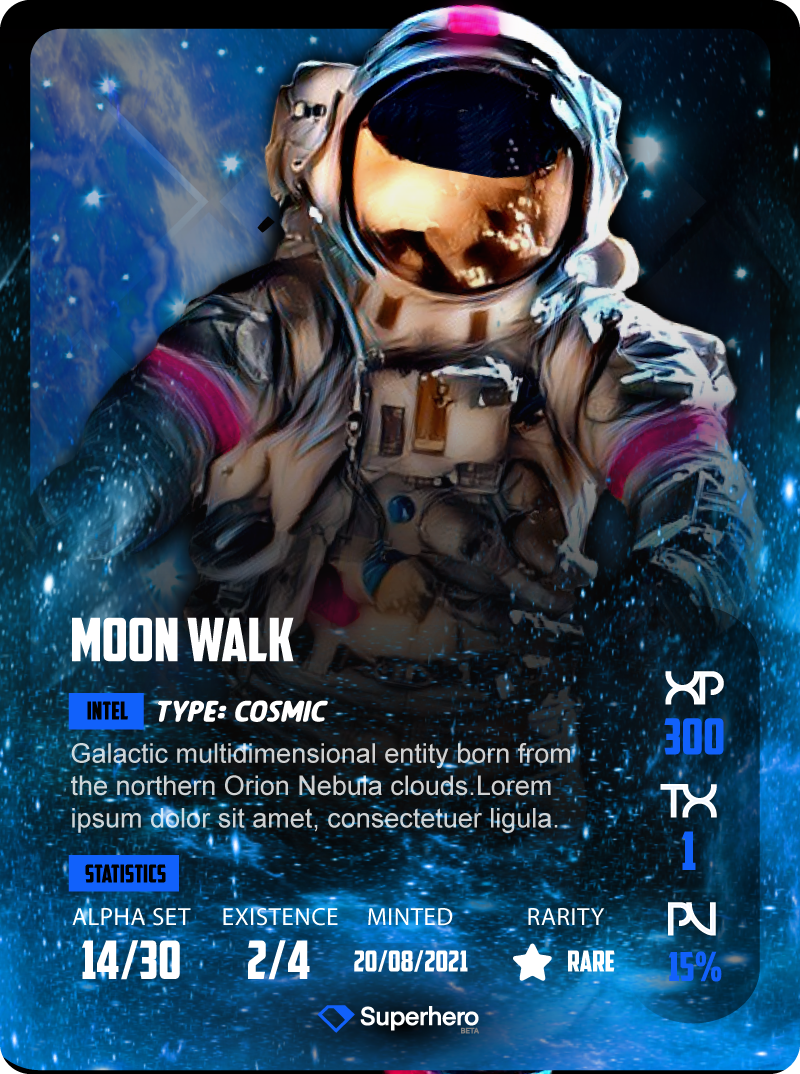 MOON WALK
INTEL TYPE: COSMIC
Galactic multidimensional entity born from
the northern Orion Nebula clouds.Lorem
ipsum dolor sit amet, consectetuer ligula.
STATISTICS
ALPHA SET EXISTENCE MINTED RARITY
14/30 2/4 20/08/2021 RARE
XP
300
TX
1
PV
15%
Superhero
BETA